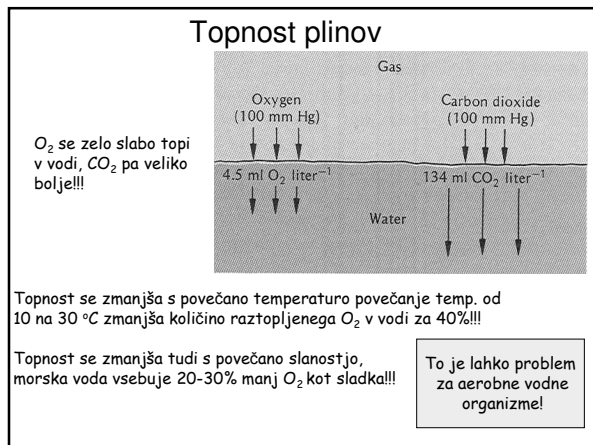 Topnost plinov
Gas
Oxygen
(100 mm Hg)
Carbon dioxide
(100 mm Hg)
O₂ se zelo slabo topi
v vodi, CO₂ pa veliko
bolje!!!
4.5 ml O₂ liter⁻¹
134 ml CO₂ liter⁻¹
Water
Topnost se zmanjša s povečano temperaturo povečanje temp. od
10 na 30 °C zmanjša količino raztopljenega O₂ v vodi za 40%!!!
Topnost se zmanjša tudi s povečano slanostjo,
morska voda vsebuje 20-30% manj O₂ kot sladka!!!
To je lahko problem
za aerobne vodne
organizme!